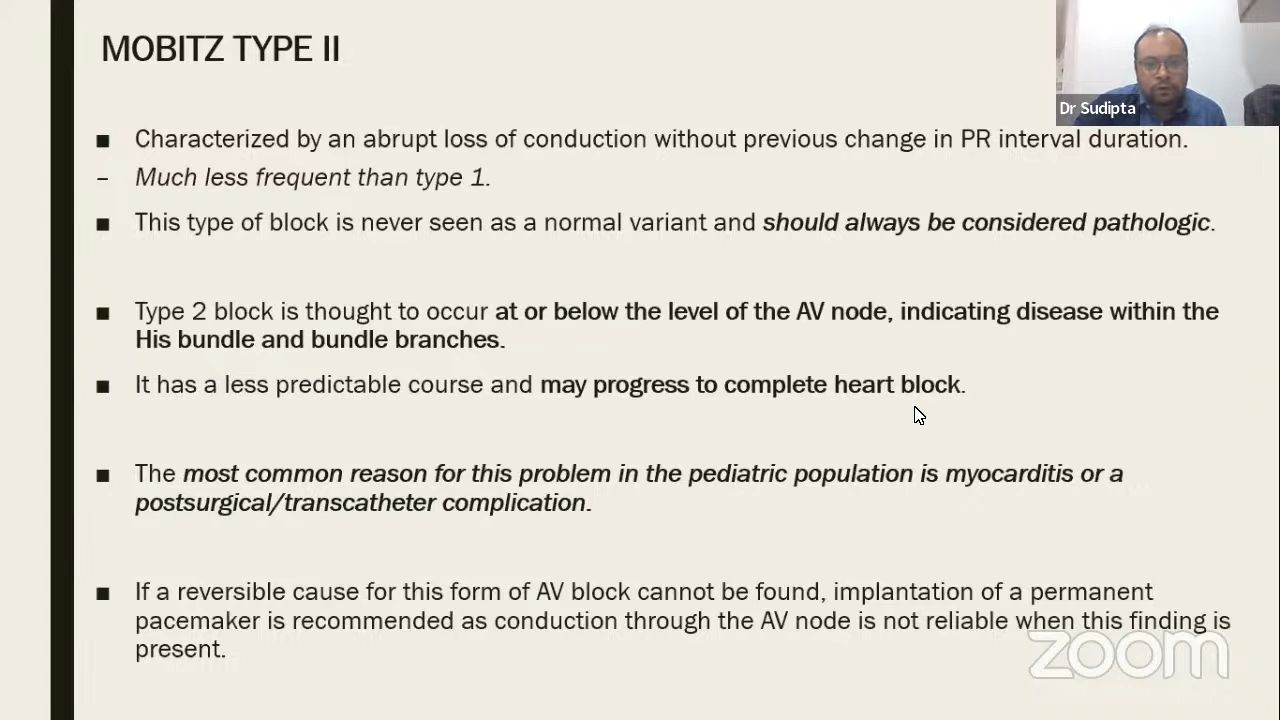 MOBITZ TYPE II
Dr Sudipta
■ Characterized by an abrupt loss of conduction without previous change in PR interval duration.
– Much less frequent than type 1.
■ This type of block is never seen as a normal variant and should always be considered pathologic.
■ Type 2 block is thought to occur at or below the level of the AV node, indicating disease within the
His bundle and bundle branches.
■ It has a less predictable course and may progress to complete heart block.
■ The most common reason for this problem in the pediatric population is myocarditis or a
postsurgical/transcatheter complication.
■ If a reversible cause for this form of AV block cannot be found, implantation of a permanent
pacemaker is recommended as conduction through the AV node is not reliable when this finding is
present.
zoom